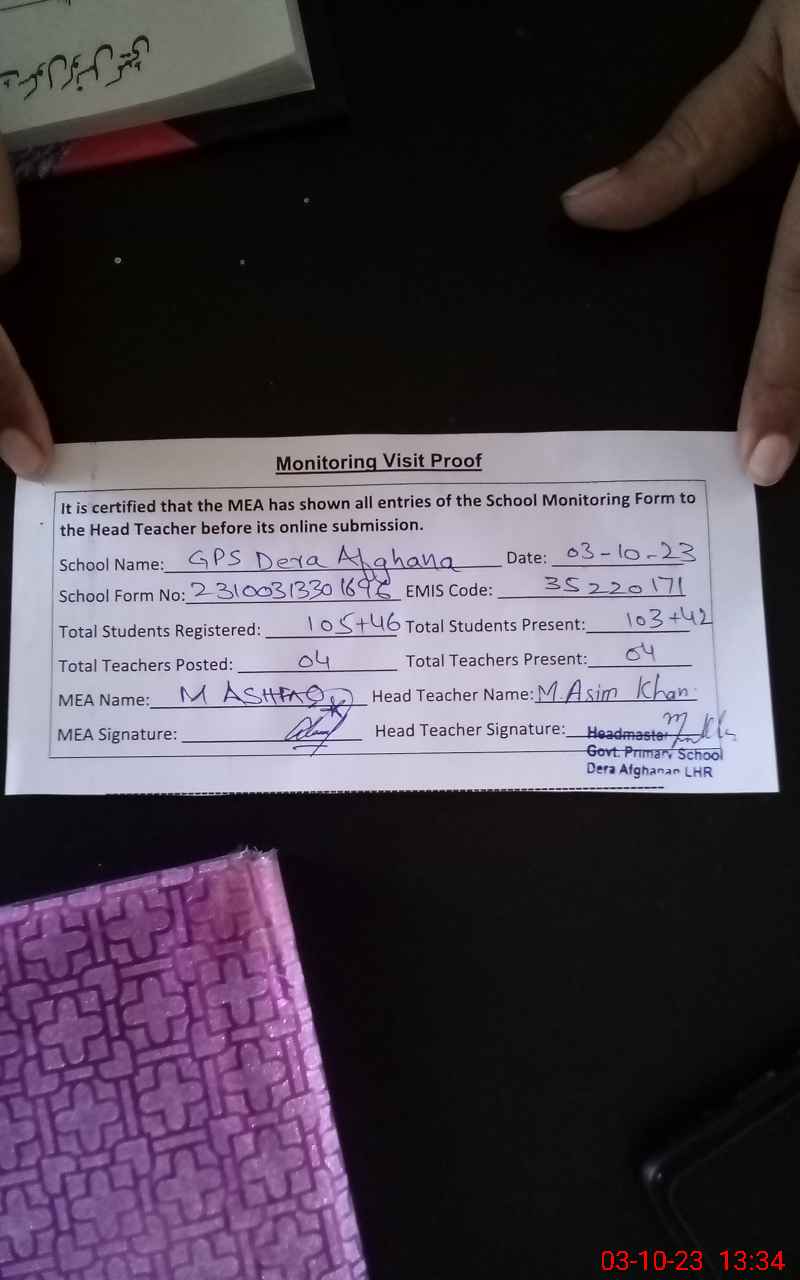 Monitoring Visit Proof
It is certified that the MEA has shown all entries of the School Monitoring Form to
the Head Teacher before its online submission.
School Name: GPS Dera Afghana Date: 03-10-23
School Form No: 2310031330169 EMIS Code: 35220171
Total Students Registered: 105+46 Total Students Present: 103+42
Total Teachers Posted: 04 Total Teachers Present: 04
MEA Name: M ASHFAQ Head Teacher Name: M. Asim Khan
MEA Signature: Head Teacher Signature:
Headmaster
Govt. Primary School
Dera Afghanan LHR
03-10-23 13:34